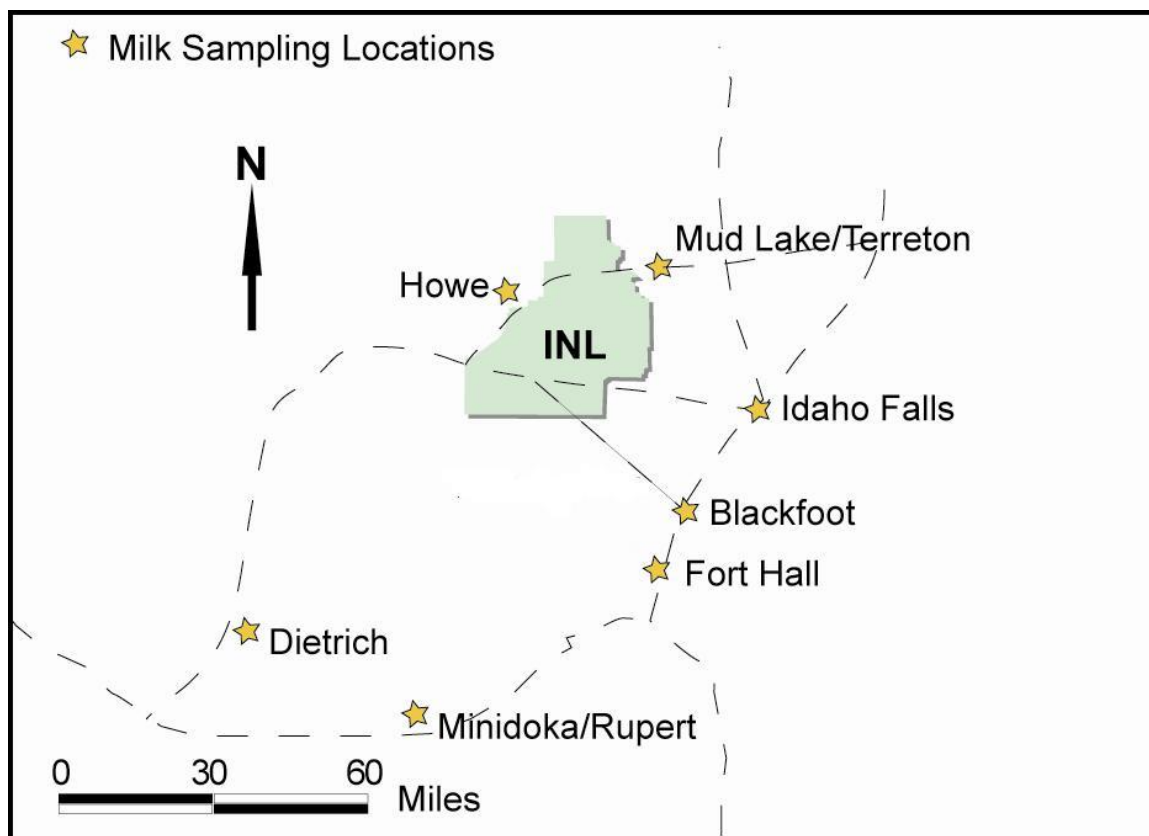 Milk Sampling Locations
N
Mud Lake/Terreton
Howe
INL
Idaho Falls
Blackfoot
Fort Hall
Dietrich
Minidoka/Rupert
0 30 60
Miles